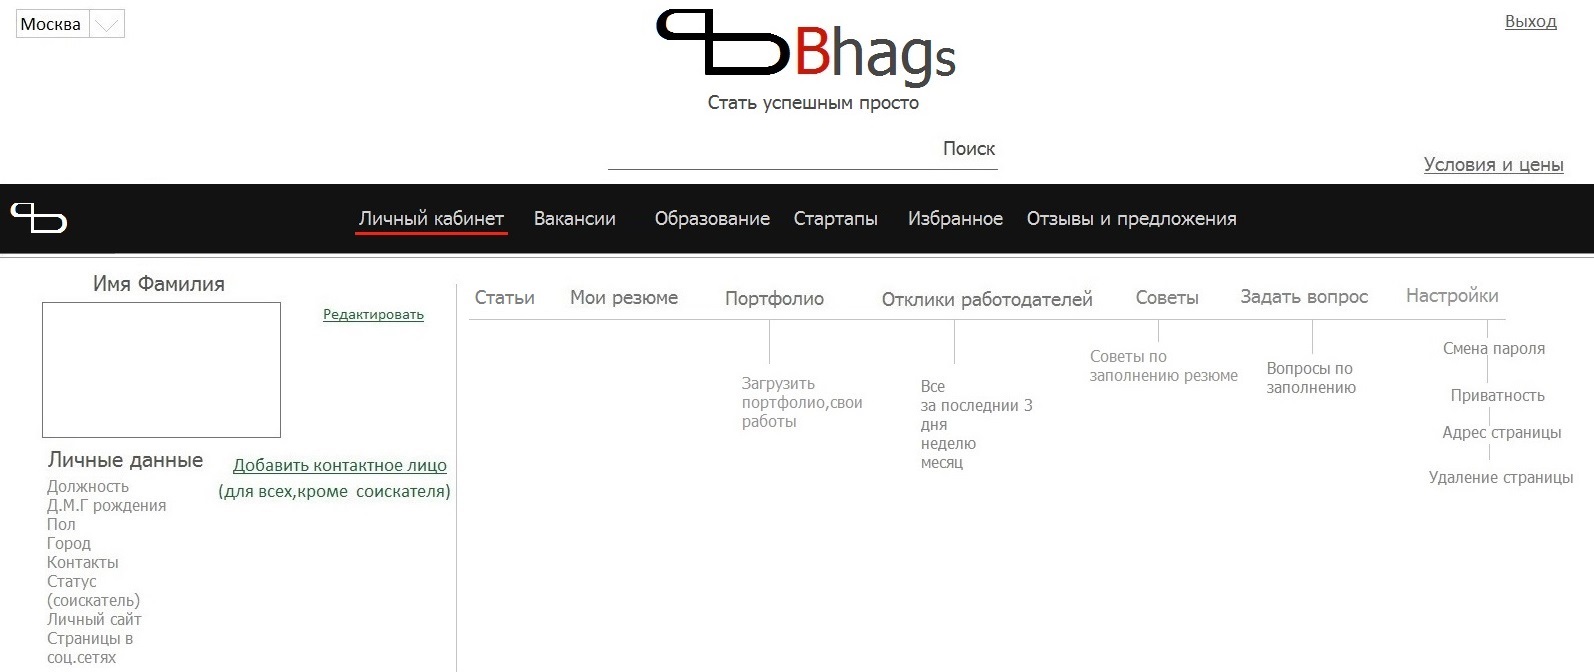 Москва
Выход
Bhags
Стать успешным просто
Поиск
Условия и цены
Личный кабинет Вакансии Образование Стартапы Избранное Отзывы и предложения
Имя Фамилия
Редактировать
Личные данные
Должность
Д.М.Г рождения
Пол
Город
Контакты
Статус
(соискатель)
Личный сайт
Страницы в
соц.сетях
Добавить контактное лицо
(для всех,кроме соискателя)
Статьи Мои резюме Портфолио Отклики работодателей Советы Задать вопрос Настройки
Загрузить
портфолио,свои
работы
Все
за последнии 3
дня
неделю
месяц
Советы по
заполнению резюме
Вопросы по
заполнению
Смена пароля
Приватность
Адрес страницы
Удаление страницы